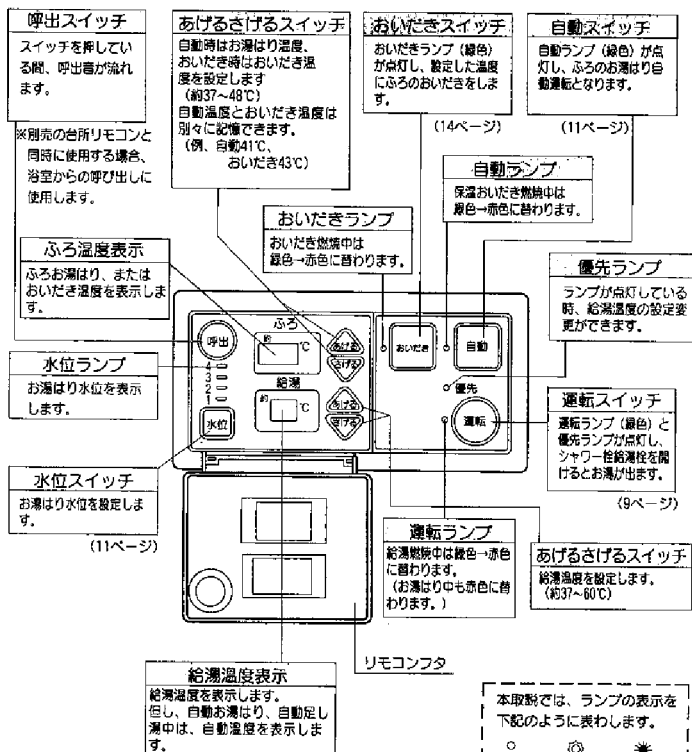 呼出スイッチ
スイッチを押してい
る間、呼出音が流れ
ます。
※別売の台所リモコンと
同時に使用する場合、
浴室からの呼び出しに
使用します。
あげるさげるスイッチ
自動時はお湯はり温度、
おいだき時はおいだき温
度を設定します
(約37〜48℃)
自動温度とおいだき温度は
別々に記憶できます。
(例、自動41℃、
おいだき43℃)
おいだきスイッチ
おいだきランプ(緑色)
が点灯し、設定した温度
にふろのおいだきをしま
す。
(14ページ)
自動スイッチ
自動ランプ(緑色)が点
灯し、ふろのお湯はり自
動運転となります。
(11ページ)
自動ランプ
保温おいだき燃焼中は
緑色→赤色に替わります。
おいだきランプ
おいだき燃焼中は
緑色→赤色に替わります。
ふろ温度表示
ふろお湯はり、または
おいだき温度を表示しま
す。
優先ランプ
ランプが点灯している
時、給湯温度の設定変
更ができます。
水位ランプ
お湯はり水位を表示
します。
水位スイッチ
お湯はり水位を設定しま
す。
(11ページ)
呼出
4
3
2
1
水位
ふろ
約
℃
あげる
さげる
給湯
約
℃
あげる
さげる
おいだき
自動
優先
運転
運転スイッチ
運転ランプ(緑色)と
優先ランプが点灯し、
シャワー栓給湯栓を開
けるとお湯が出ます。
(9ページ)
運転ランプ
給湯燃焼中は緑色→赤色
に替わります。
(お湯はり中も赤色に替
わります。)
あげるさげるスイッチ
給湯温度を設定します。
(約37〜60℃)
リモコンフタ
給湯温度表示
給湯温度を表示します。
但し、自動お湯はり、自動足し
湯中は、自動温度を表示しま
す。
本取説では、ランプの表示を
下記のように表わします。